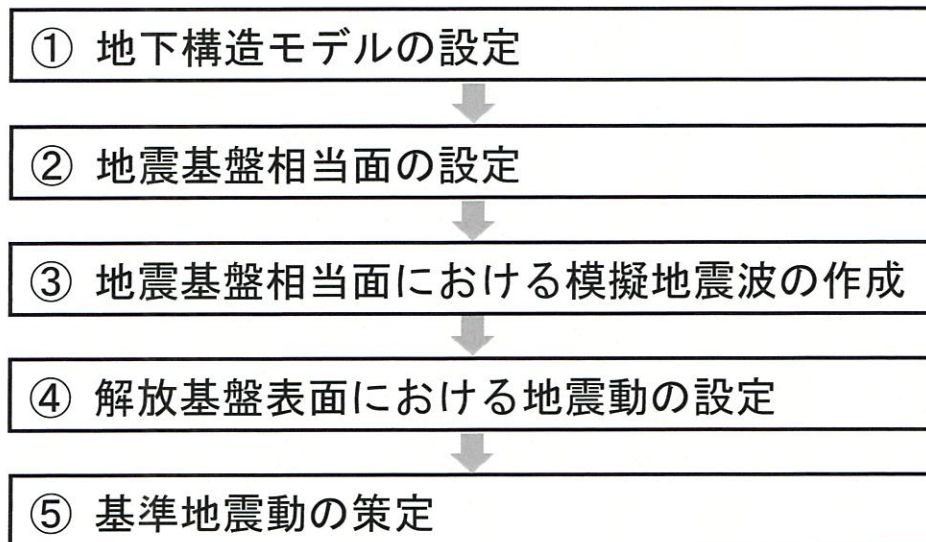 ① 地下構造モデルの設定
② 地震基盤相当面の設定
③ 地震基盤相当面における模擬地震波の作成
④ 解放基盤表面における地震動の設定
⑤ 基準地震動の策定